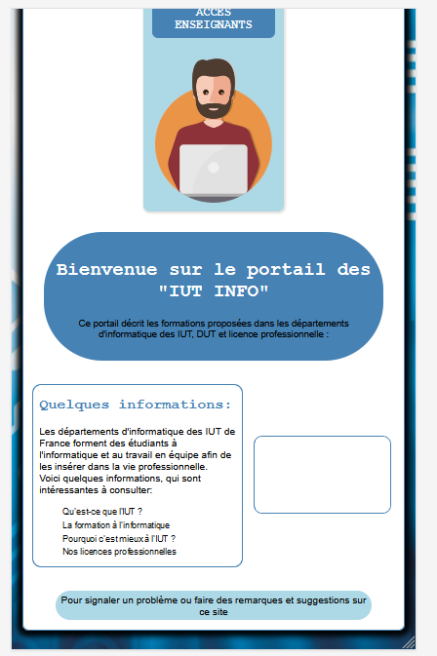 ACCÈS
ENSEIGNANTS
Bienvenue sur le portail des
"IUT INFO"
Ce portail décrit les formations proposées dans les départements
d'informatique des IUT, DUT et licence professionnelle :
Quelques informations:
Les départements d'informatique des IUT de
France forment des étudiants à
l'informatique et au travail en équipe afin de
les insérer dans la vie professionnelle.
Voici quelques informations, qui sont
intéressantes à consulter:
Qu'est-ce que l'IUT ?
La formation à l'informatique
Pourquoi c'est mieux à l'IUT ?
Nos licences professionnelles
Pour signaler un problème ou faire des remarques et suggestions sur
ce site